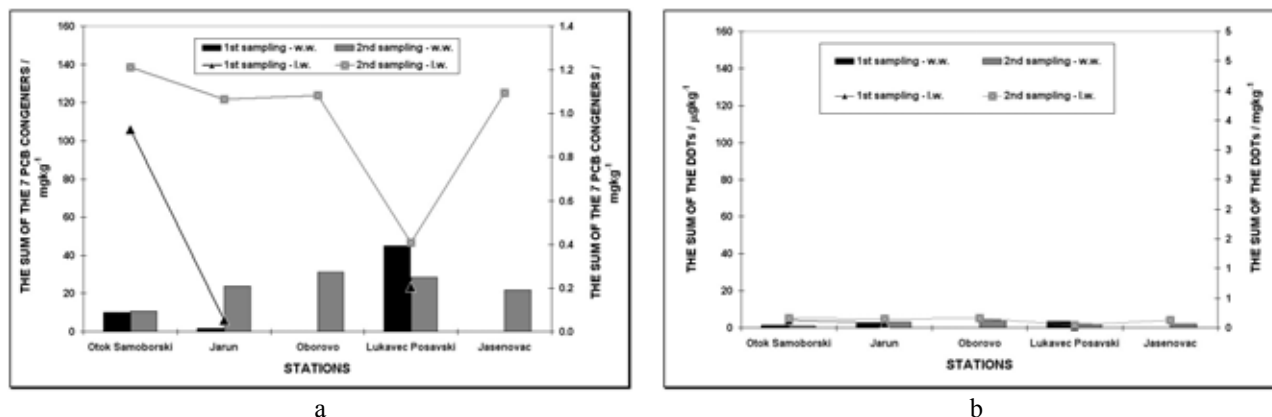 THE SUM OF THE 7 PCB CONGENERS /
mgkg-1
160
140
120
100
80
60
40
20
0
1st sampling - w.w.
2nd sampling - w.w.
1st sampling - l.w.
2nd sampling - l.w.
1.4
1.2
1.0
0.8
0.6
0.4
0.2
0.0
THE SUM OF THE 7 PCB CONGENERS /
mgkg-1
Otok Samoborski
Jarun
Oborovo
Lukavec Posavski
Jasenovac
STATIONS
a
THE SUM OF THE DDTs / µgkg-1
160
140
120
100
80
60
40
20
0
1st sampling - w.w.
2nd sampling - w.w.
1st sampling - l.w.
2nd sampling - l.w.
5
5
4
4
3
3
2
2
1
1
0
THE SUM OF THE DDTs / mgkg-1
Otok Samoborski
Jarun
Oborovo
Lukavec Posavski
Jasenovac
STATIONS
b